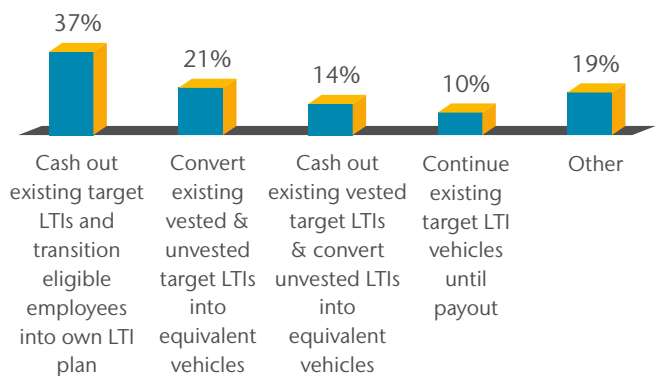 37%
21%
14%
10%
19%
Cash out
existing target
LTIs and
transition
eligible
employees
into own LTI
plan
Convert
existing
vested &
unvested
target LTIs
into
equivalent
vehicles
Cash out
existing vested
target LTIs
& convert
unvested LTIs
into
equivalent
vehicles
Continue
existing
target LTI
vehicles
until
payout
Other